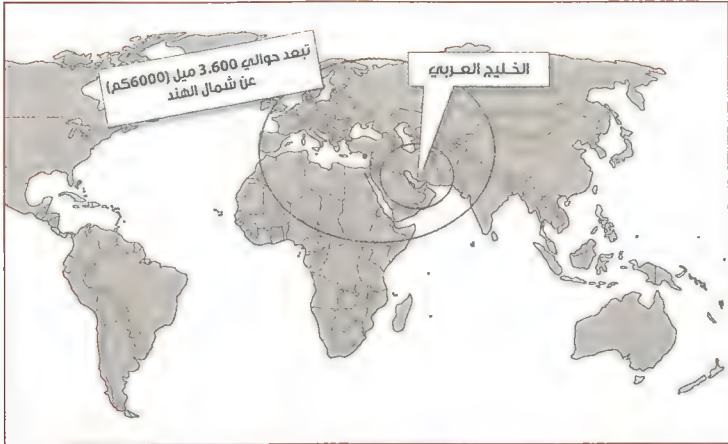 تبعد حوالي 3.600 ميل (6000كم)
عن شمال الهند
الخليج العربي